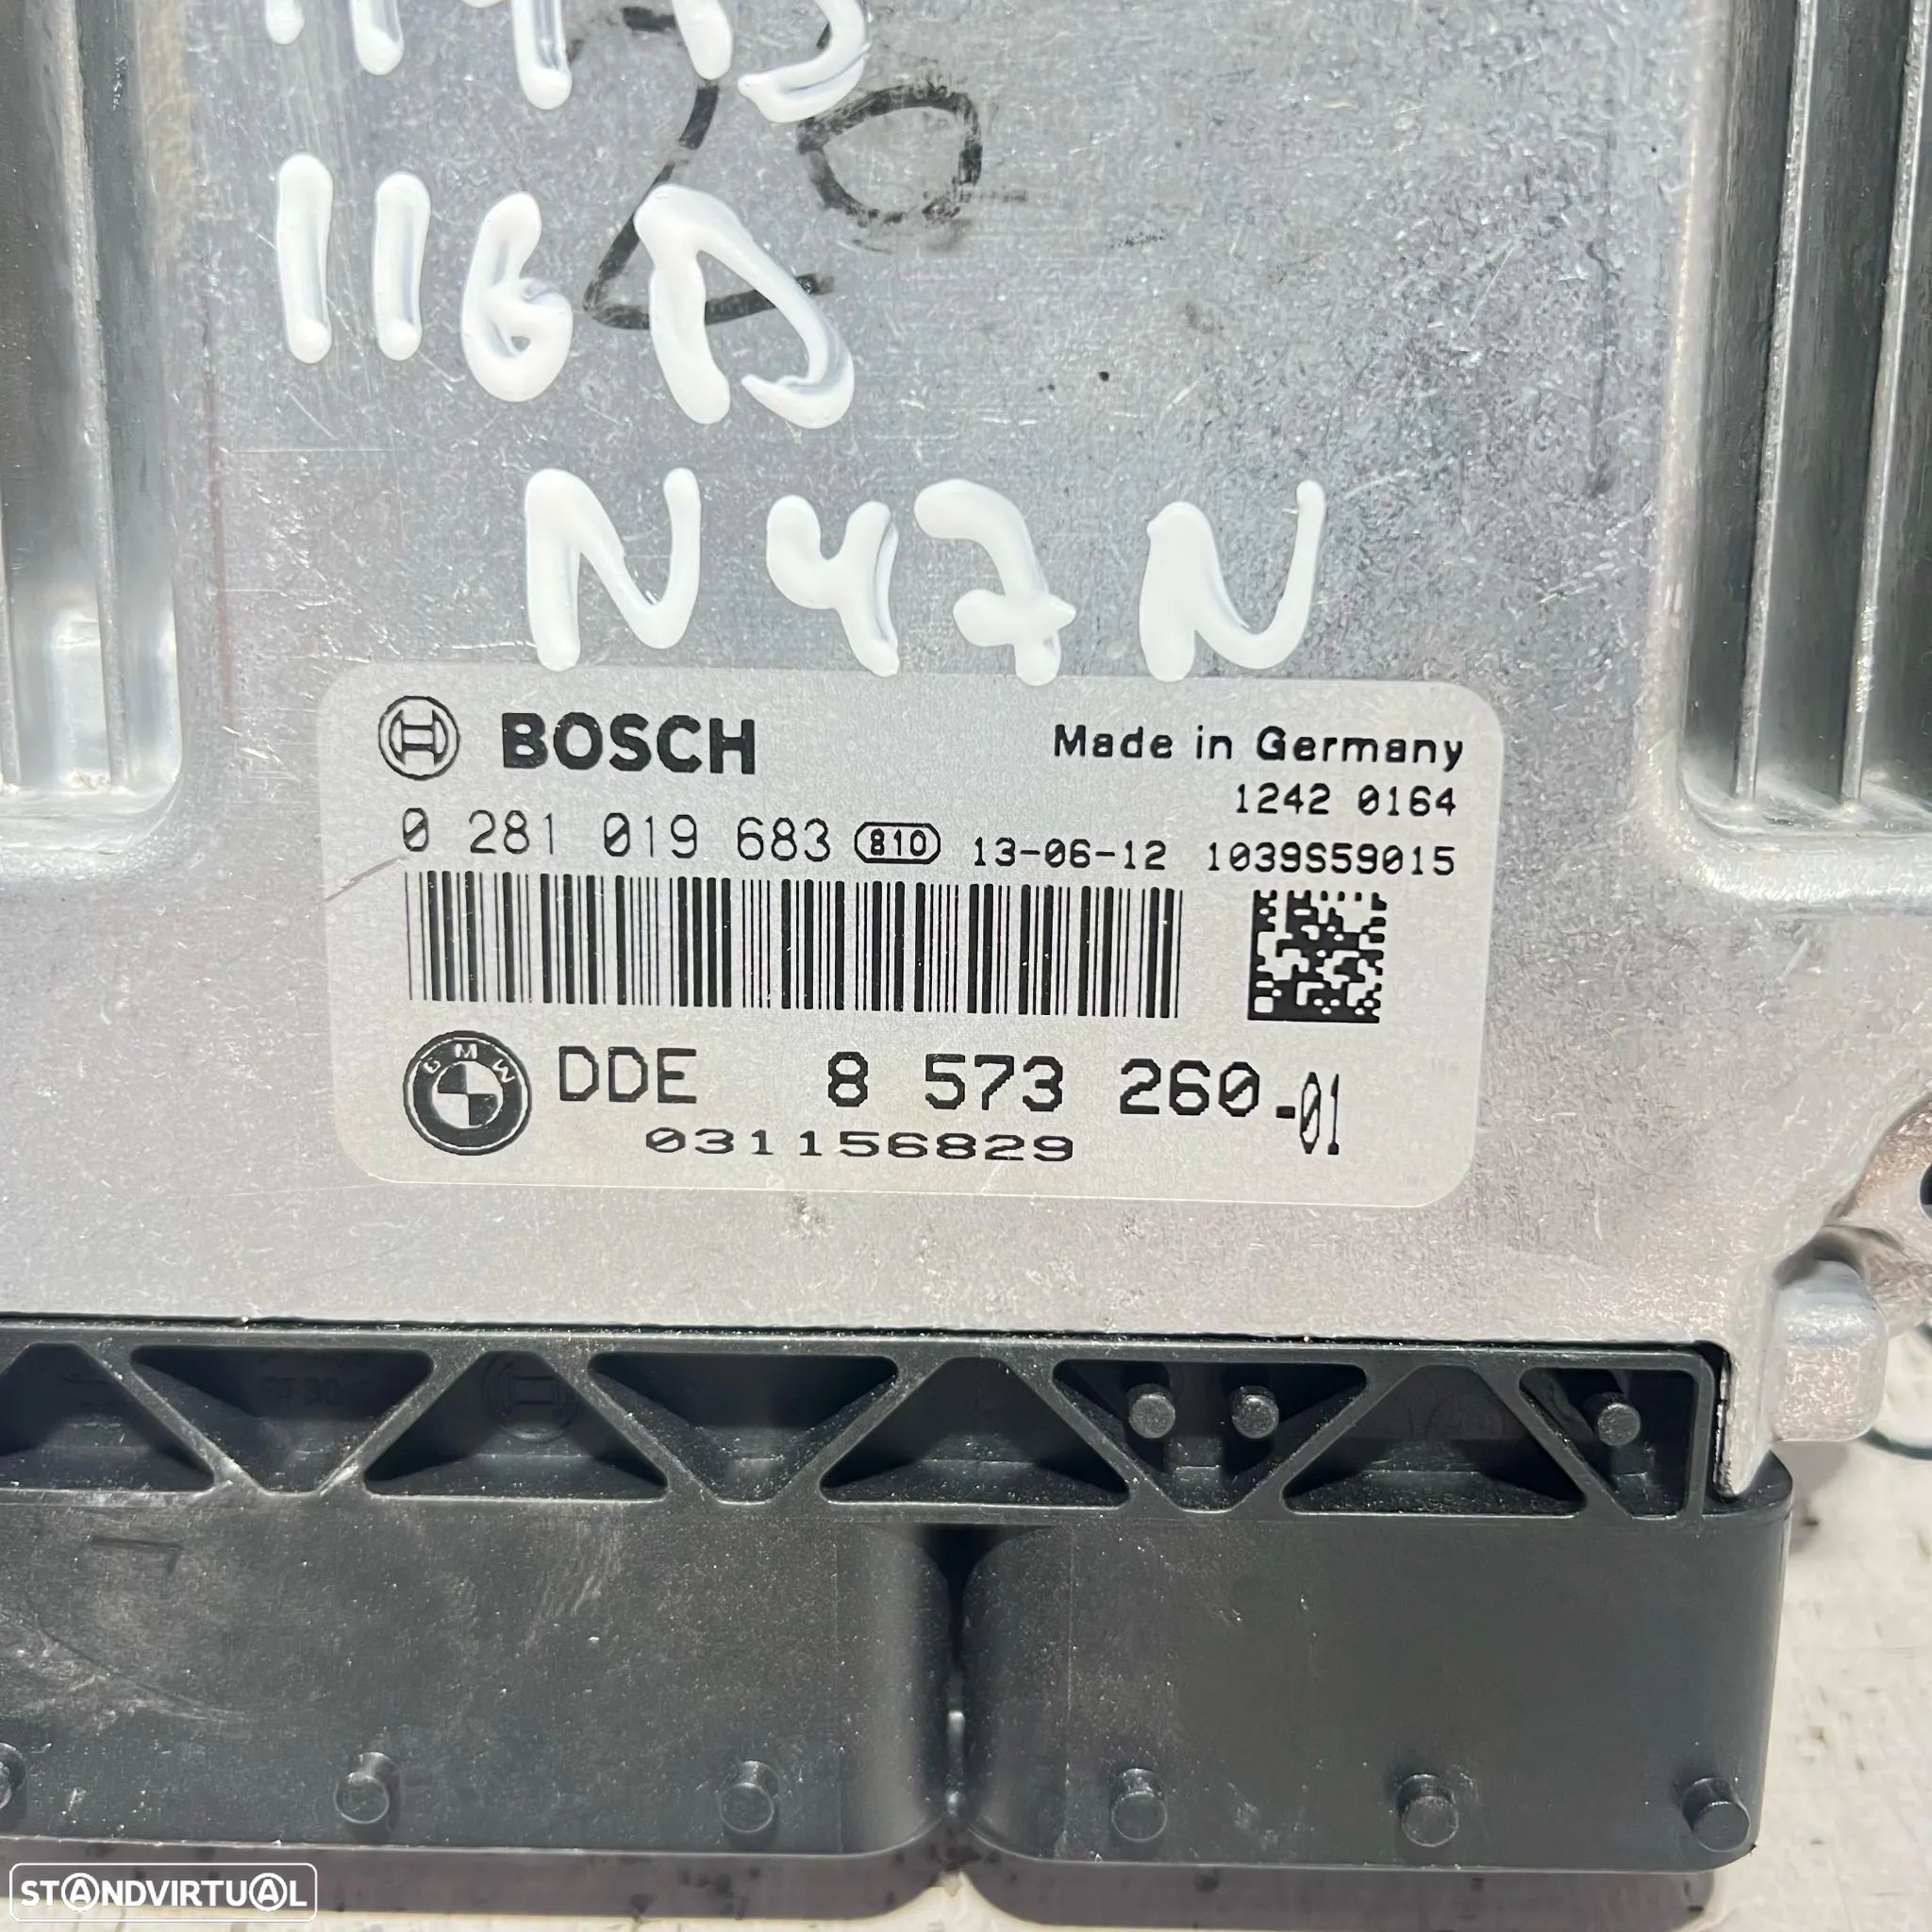 116D
N47N
BOSCH
Made in Germany
1242 0164
0 281 019 683 810 13-06-12 1039S59015
BMW DDE 8 573 260-01
031156829
STANDVIRTUAL